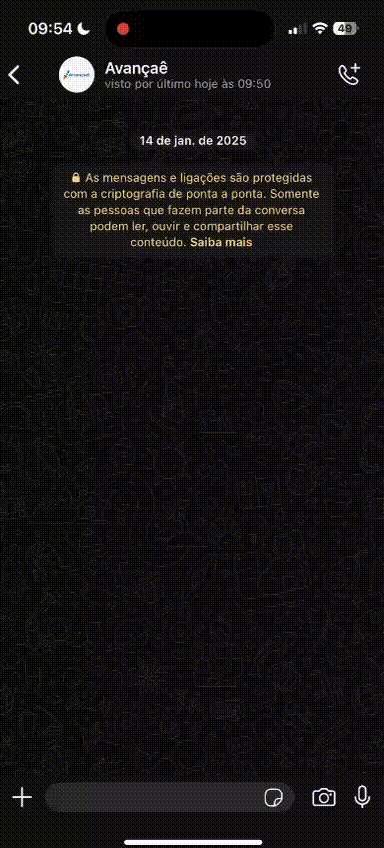 09:54
49
Avançaê
visto por último hoje às 09:50
14 de jan. de 2025
As mensagens e ligações são protegidas
com a criptografia de ponta a ponta. Somente
as pessoas que fazem parte da conversa
podem ler, ouvir e compartilhar esse
conteúdo. Saiba mais